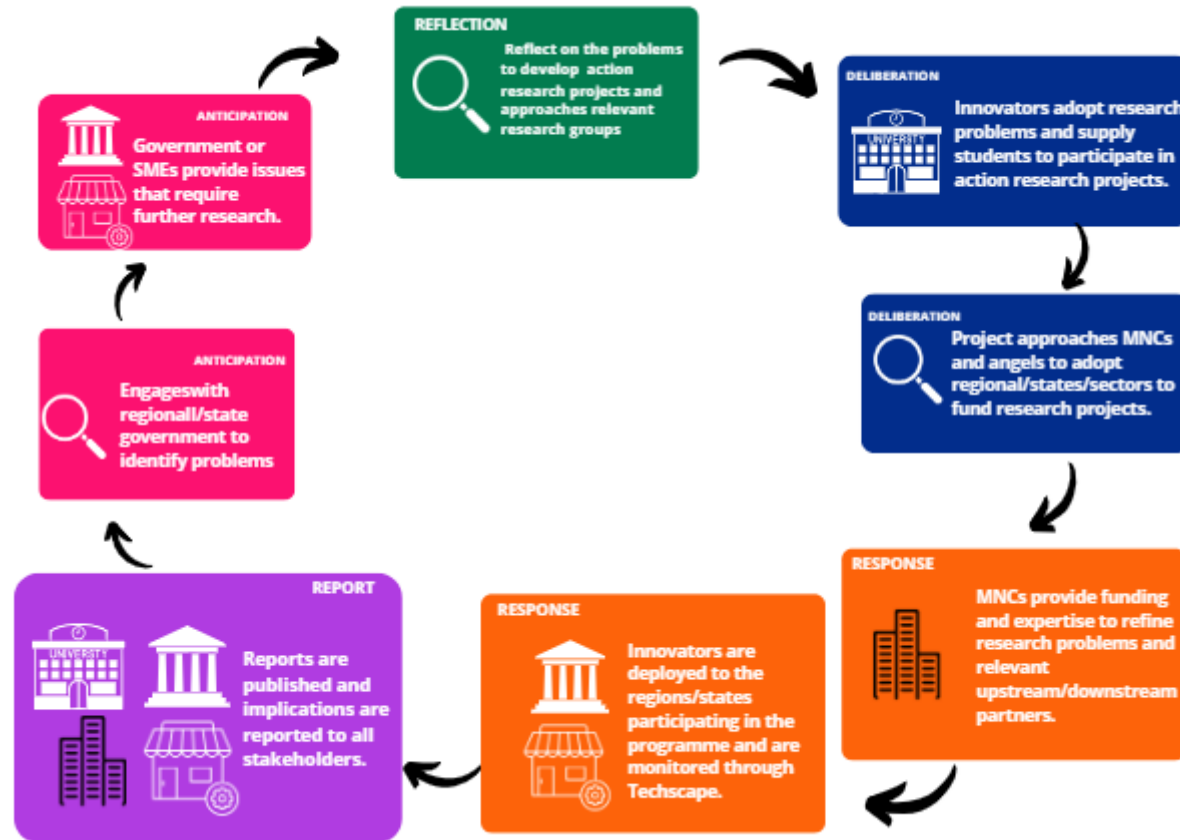 REFLECTION
Reflect on the problems
to develop action
research projects and
approaches relevant
research groups
DELIBERATION
UNIVERSITY
Innovators adopt research
problems and supply
students to participate in
action research projects.
DELIBERATION
Project approaches MNCs
and angels to adopt
regional/states/sectors to
fund research projects.
RESPONSE
MNCs provide funding
and expertise to refine
research problems and
relevant
upstream/downstream
partners.
RESPONSE
Innovators are
deployed to the
regions/states
participating in the
programme and are
monitored through
Techscape.
REPORT
UNIVERSITY
Reports are
published and
implications are
reported to all
stakeholders.
ANTICIPATION
Engageswith
regionall/state
government to
identify problems
ANTICIPATION
Government or
SMEs provide issues
that require
further research.